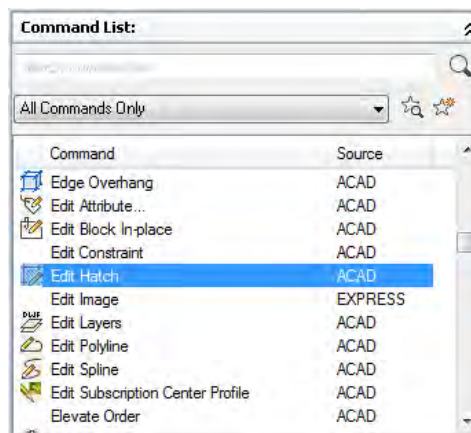 Command List:
All Commands Only
Command Source
Edge Overhang ACAD
Edit Attribute... ACAD
Edit Block In-place ACAD
Edit Constraint ACAD
Edit Hatch ACAD
Edit Image EXPRESS
DWF Edit Layers ACAD
Edit Polyline ACAD
Edit Spline ACAD
Edit Subscription Center Profile ACAD
Elevate Order ACAD